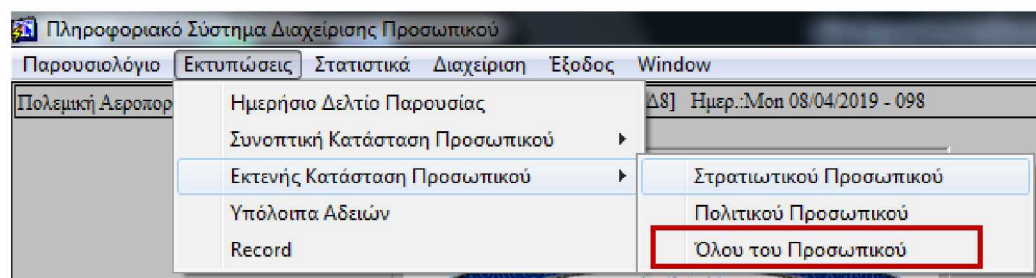 Πληροφοριακό Σύστημα Διαχείρισης Προσωπικού
Παρουσιολόγιο Εκτυπώσεις Στατιστικά Διαχείριση Έξοδος Window
Πολεμική Αεροπορ Δ8] Ημερ.:Mon 08/04/2019 - 098
Ημερήσιο Δελτίο Παρουσίας
Συνοπτική Κατάσταση Προσωπικού
Εκτενής Κατάσταση Προσωπικού
Υπόλοιπα Αδειών
Record
Στρατιωτικού Προσωπικού
Πολιτικού Προσωπικού
Όλου του Προσωπικού